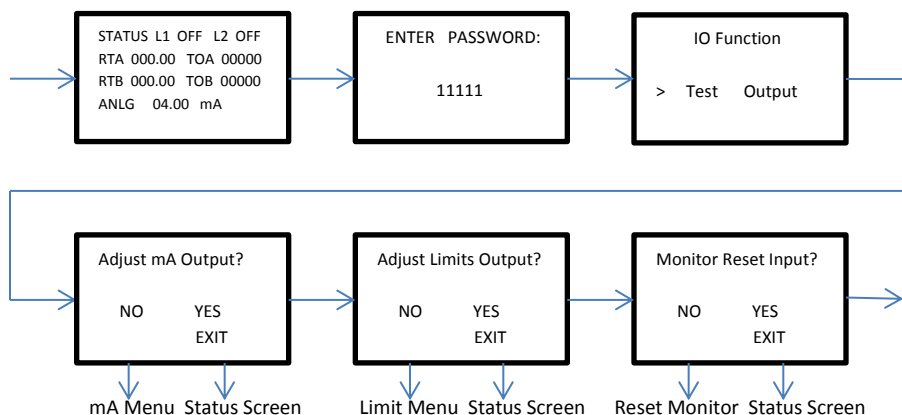 STATUS L1 OFF L2 OFF
RTA 000.00 TOA 00000
RTB 000.00 TOB 00000
ANLG 04.00 mA
ENTER PASSWORD:
11111
IO Function
> Test Output
Adjust mA Output?
NO YES
EXIT
mA Menu Status Screen
Adjust Limits Output?
NO YES
EXIT
Limit Menu Status Screen
Monitor Reset Input?
NO YES
EXIT
Reset Monitor Status Screen